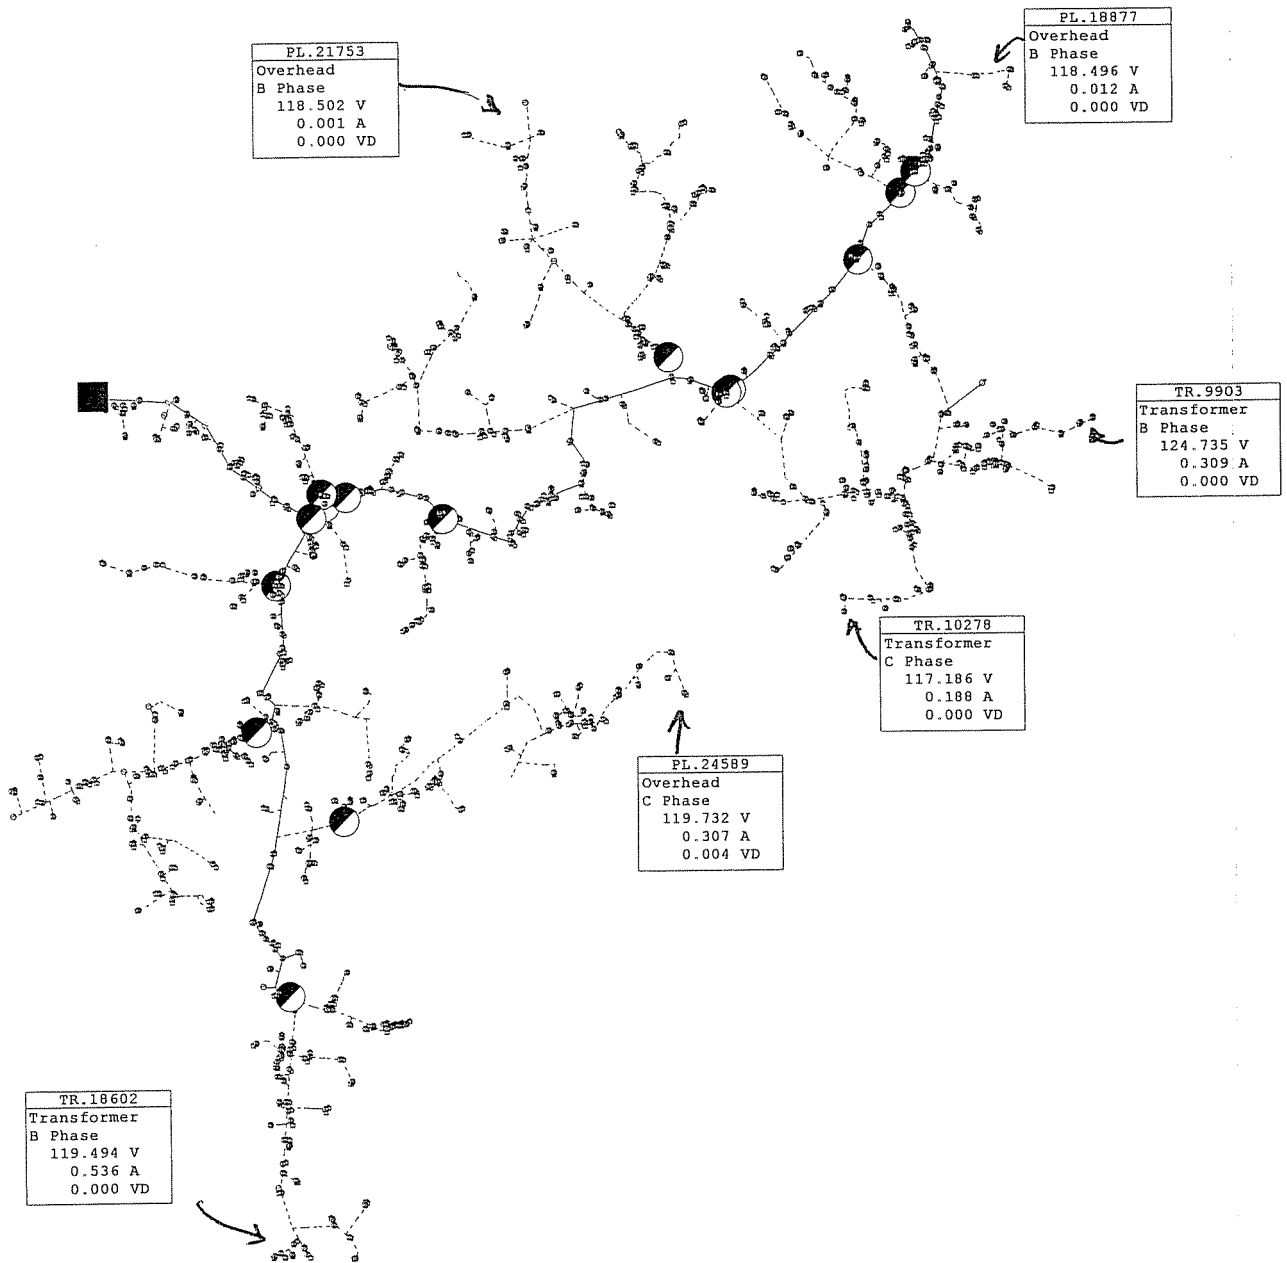 PL.18877
Overhead
B Phase
118.496 V
0.012 A
0.000 VD
PL.21753
Overhead
B Phase
118.502 V
0.001 A
0.000 VD
TR.9903
Transformer
B Phase
124.735 V
0.309 A
0.000 VD
TR.10278
Transformer
C Phase
117.186 V
0.188 A
0.000 VD
PL.24589
Overhead
C Phase
119.732 V
0.307 A
0.004 VD
TR.18602
Transformer
B Phase
119.494 V
0.536 A
0.000 VD